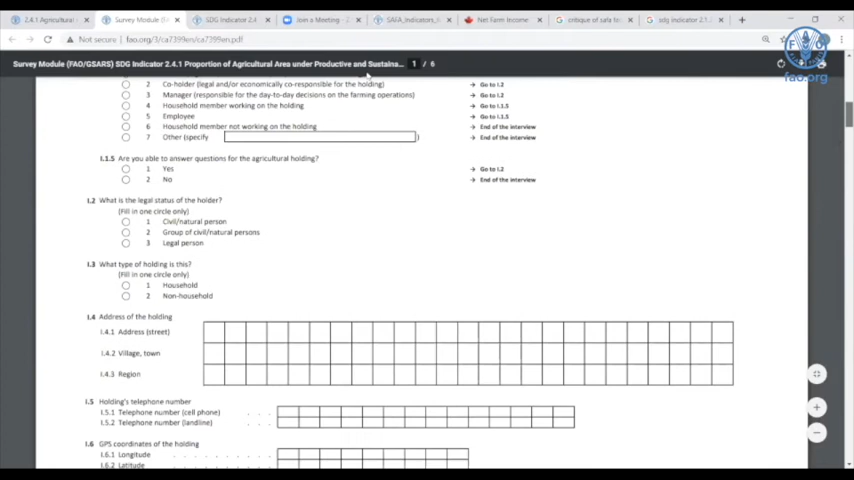 2.4.1 Agricultural
Survey Module (
SDG Indicator 2.4.
Join a Meeting - Z
SAFA_Indicators_
Net Farm Income
critique of safa to
sdg indicator 2.1.
Not secure | fao.org/3/ca7399en/ca7399en.pdf
Survey Module (FAO/GSARS) SDG Indicator 2.4.1 Proportion of Agricultural Area under Productive and Sustaina...
1 / 6
fao.org
2 Co-holder (legal and/or economically co-responsible for the holding) → Go to I.2
3 Manager (responsible for the day-to-day decisions on the farming operations) → Go to I.2
4 Household member working on the holding → Go to I.1.5
5 Employee → Go to I.1.5
6 Household member not working on the holding → End of the interview
7 Other (specify ) → End of the interview
I.1.5 Are you able to answer questions for the agricultural holding?
1 Yes → Go to I.2
2 No → End of the interview
I.2 What is the legal status of the holder?
(Fill in one circle only)
1 Civil/natural person
2 Group of civil/natural persons
3 Legal person
I.3 What type of holding is this?
(Fill in one circle only)
1 Household
2 Non-household
I.4 Address of the holding
I.4.1 Address (street)
I.4.2 Village, town
I.4.3 Region
I.5 Holding's telephone number
I.5.1 Telephone number (cell phone) . . .
I.5.2 Telephone number (landline) . . .
I.6 GPS coordinates of the holding
I.6.1 Longitude . . . . . . . . . . .
I.6.2 Latitude . . . . . . . . . . .